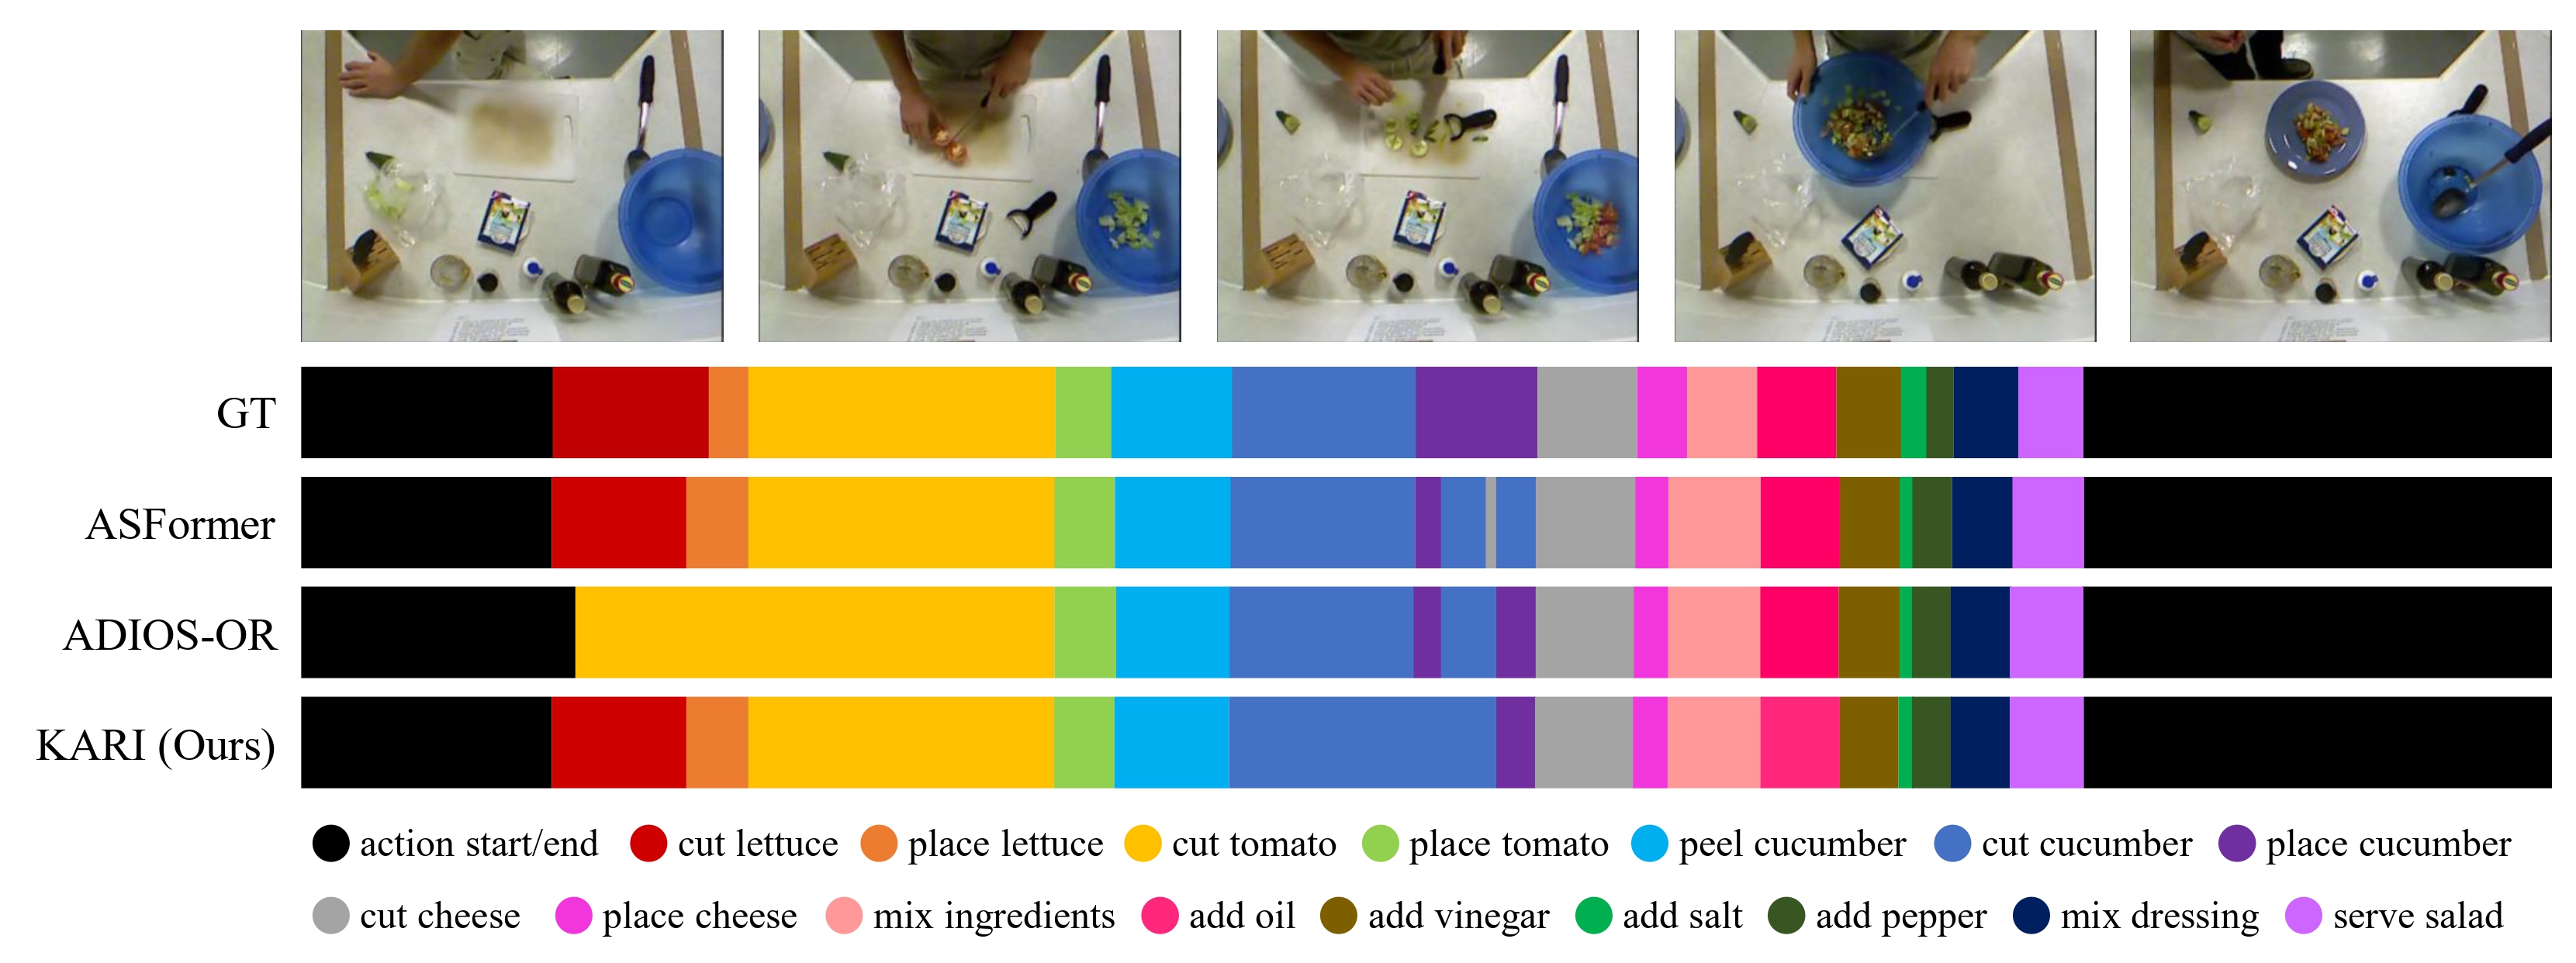 GT
ASFormer
ADIOS-OR
KARI (Ours)
action start/end cut lettuce place lettuce cut tomato place tomato peel cucumber cut cucumber place cucumber
cut cheese place cheese mix ingredients add oil add vinegar add salt add pepper mix dressing serve salad